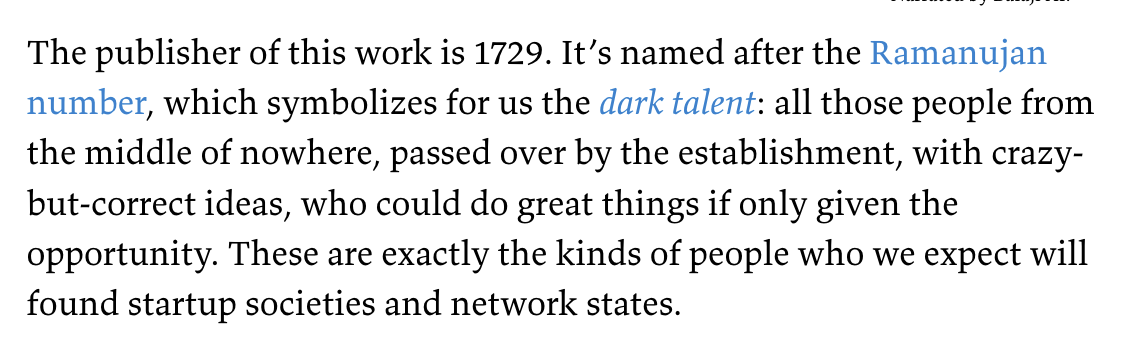 The publisher of this work is 1729. It’s named after the Ramanujan
number, which symbolizes for us the dark talent: all those people from
the middle of nowhere, passed over by the establishment, with crazy-
but-correct ideas, who could do great things if only given the
opportunity. These are exactly the kinds of people who we expect will
found startup societies and network states.